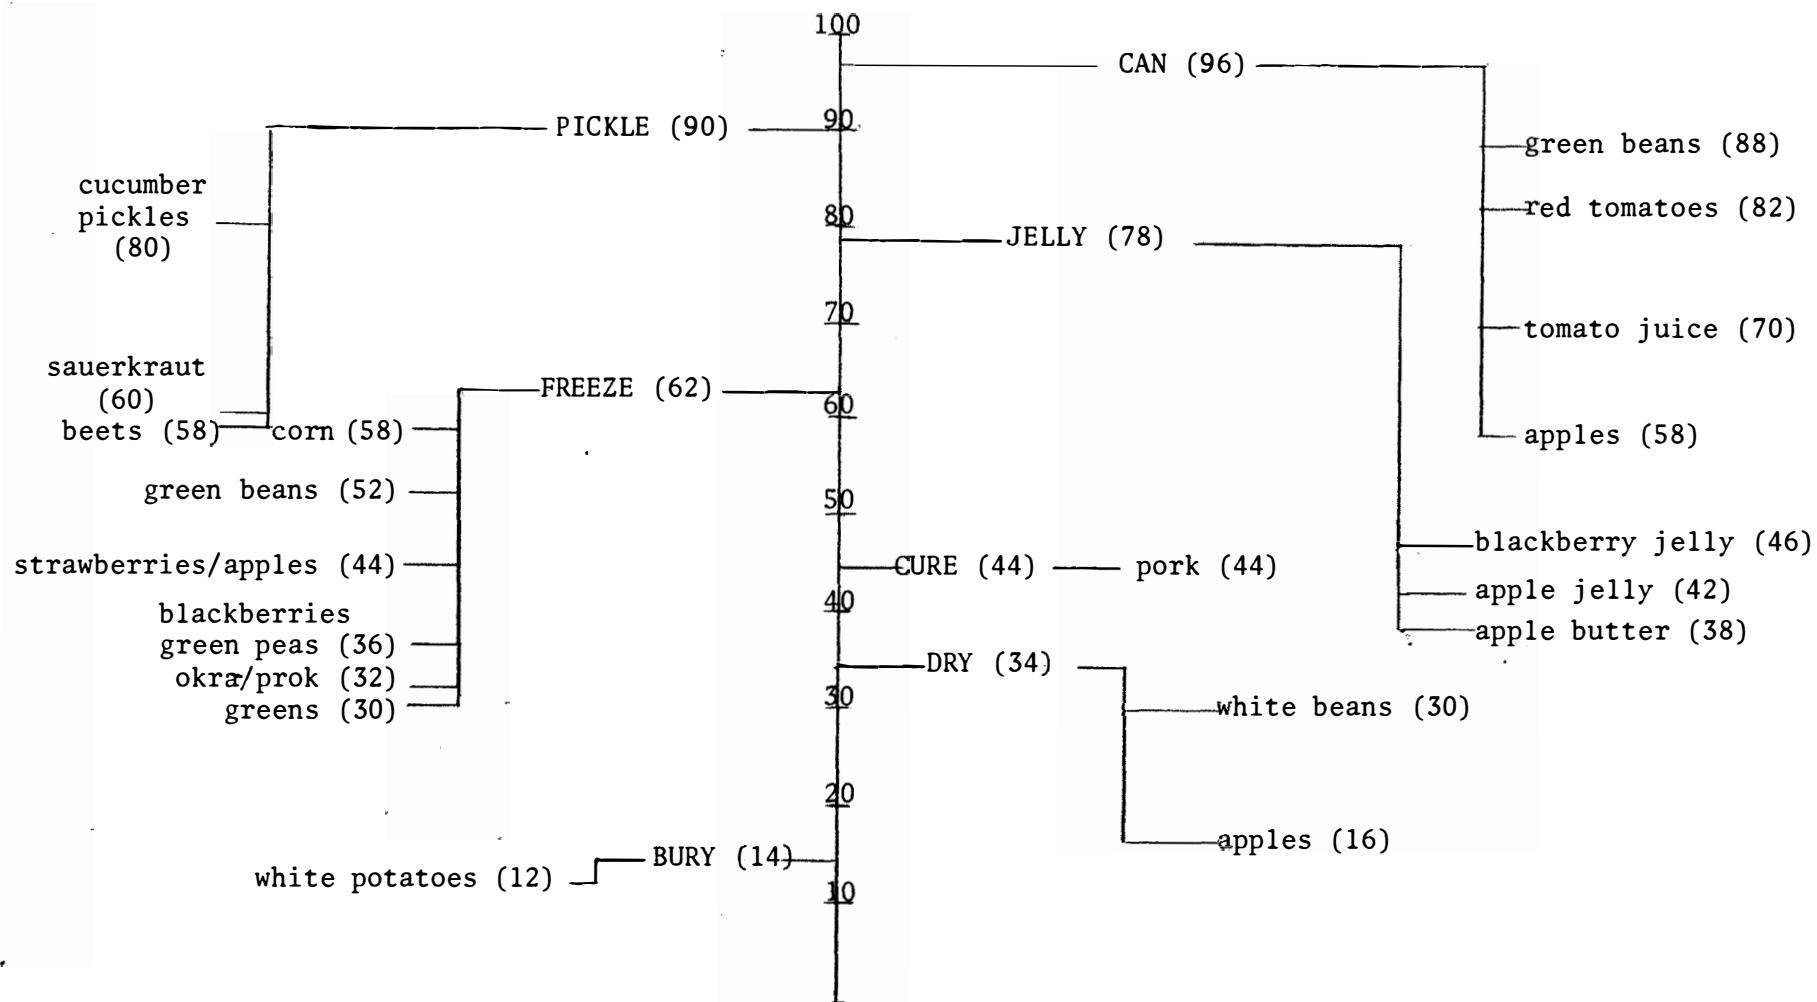 100
CAN (96)
PICKLE (90)
90
green beans (88)
cucumber
pickles
(80)
red tomatoes (82)
80
JELLY (78)
70
tomato juice (70)
sauerkraut
(60)
FREEZE (62)
60
beets (58)
corn (58)
apples (58)
green beans (52)
50
blackberry jelly (46)
strawberries/apples (44)
CURE (44)
pork (44)
apple jelly (42)
40
blackberries
green peas (36)
apple butter (38)
okra/prok (32)
DRY (34)
greens (30)
30
white beans (30)
20
apples (16)
BURY (14)
white potatoes (12)
10